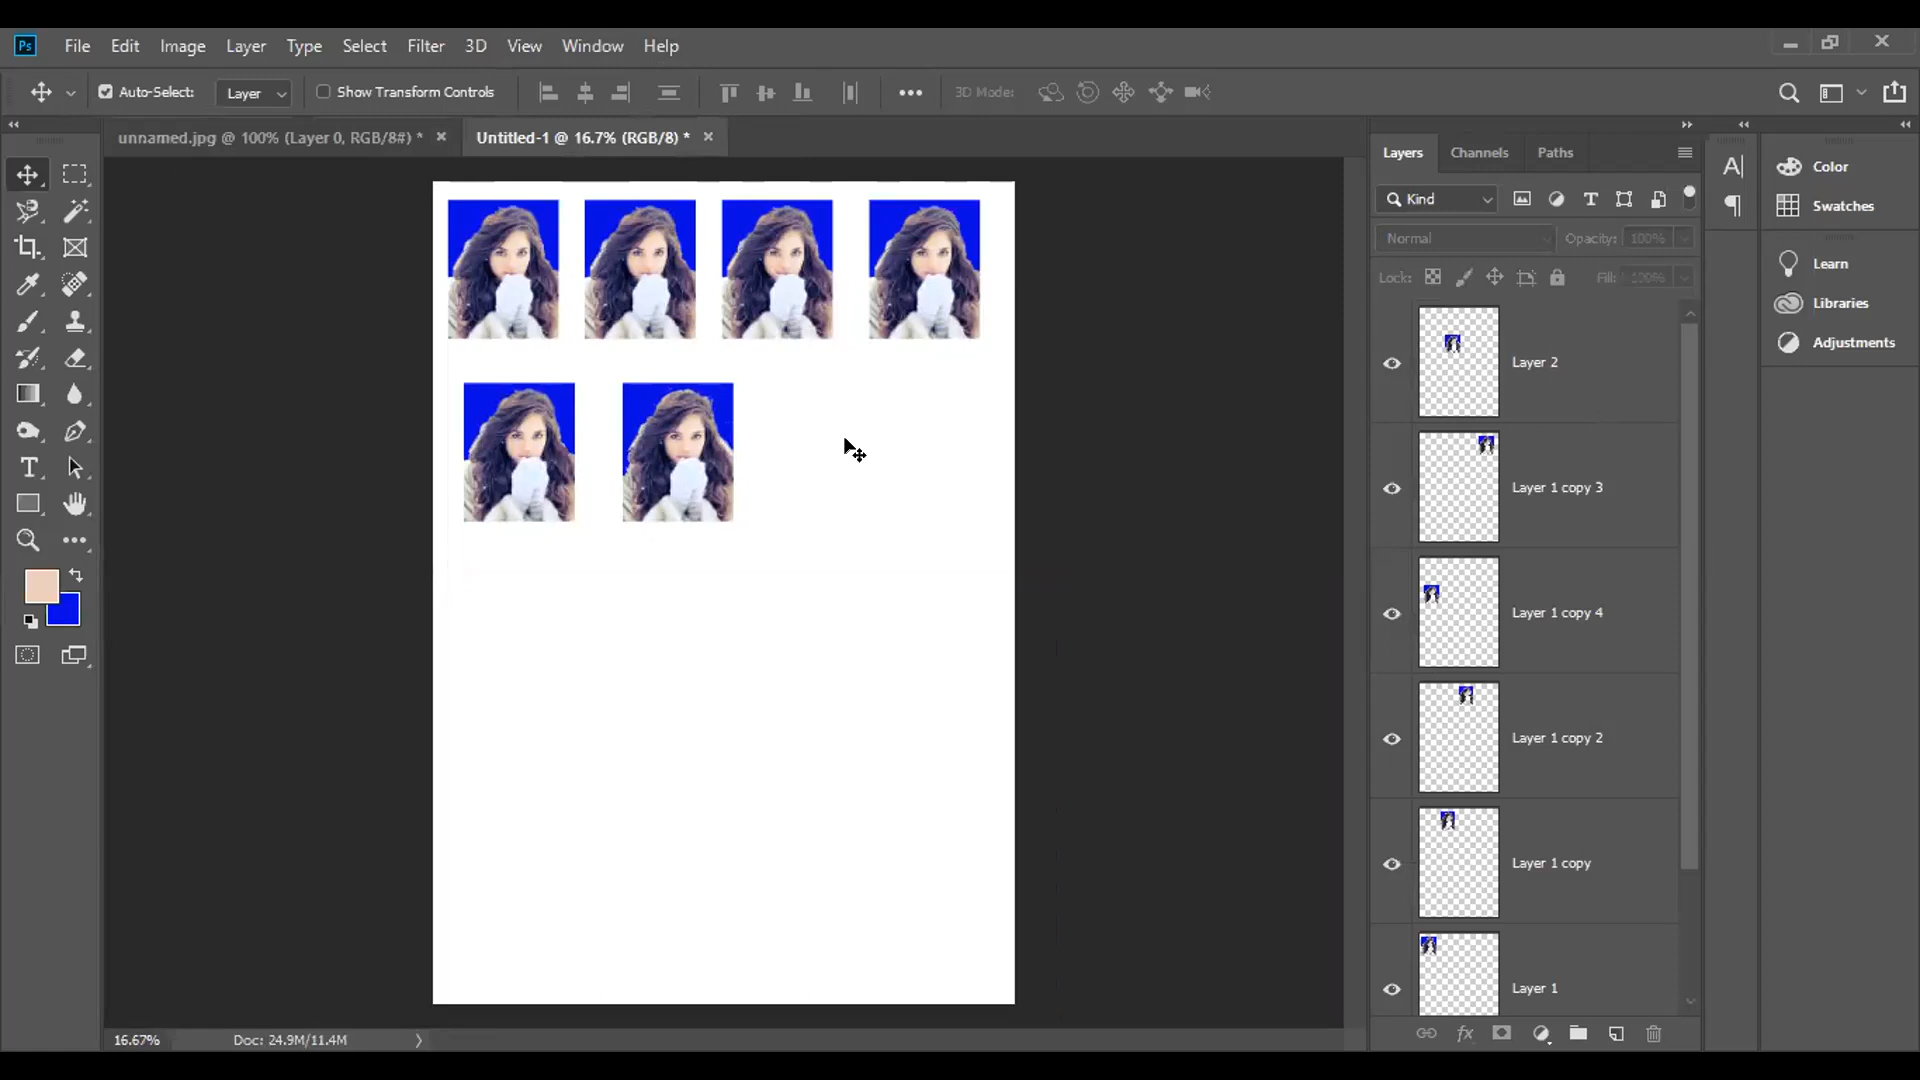 Ps File Edit Image Layer Type Select Filter 3D View Window Help
Auto-Select: Layer Show Transform Controls 3D Mode:
unnamed.jpg @ 100% (Layer 0, RGB/8#) * Untitled-1 @ 16.7% (RGB/8) *
Layers Channels Paths
Kind
Normal Opacity: 100%
Lock: Fill: 100%
Layer 2
Layer 1 copy 3
Layer 1 copy 4
Layer 1 copy 2
Layer 1 copy
Layer 1
Color
Swatches
Learn
Libraries
Adjustments
16.67% Doc: 24.9M/11.4M